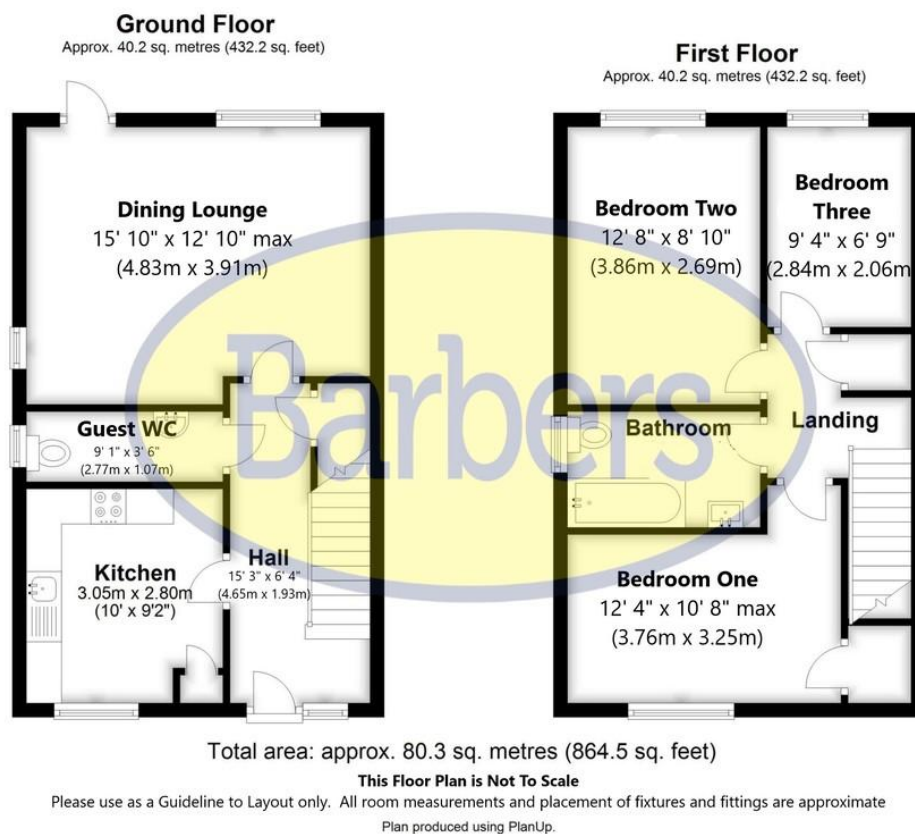 Ground Floor
Approx. 40.2 sq. metres (432.2 sq. feet)
First Floor
Approx. 40.2 sq. metres (432.2 sq. feet)
Dining Lounge
15' 10" x 12' 10" max
(4.83m x 3.91m)
Bedroom Two
12' 8" x 8' 10"
(3.86m x 2.69m)
Bedroom
Three
9' 4" x 6' 9"
(2.84m x 2.06m
Barbers
Guest WC
9' 1" x 3' 6"
(2.77m x 1.07m)
Bathroom
Landing
Kitchen
3.05m x 2.80m
(10' x 9'2")
Hall
15' 3" x 6' 4"
(4.65m x 1.93m)
Bedroom One
12' 4" x 10' 8" max
(3.76m x 3.25m)
Total area: approx. 80.3 sq. metres (864.5 sq. feet)
This Floor Plan is Not To Scale
Please use as a Guideline to Layout only. All room measurements and placement of fixtures and fittings are approximate
Plan produced using PlanUp.